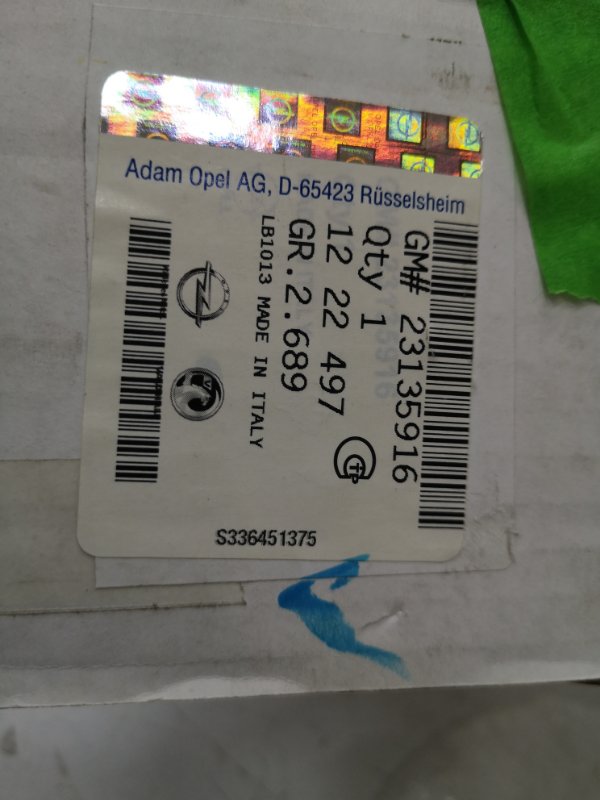 Adam Opel AG, D-65423 Rüsselsheim
GM# 23135916
Qty 1
12 22 497
GR.2.689
LB1013 MADE IN ITALY
S336451375